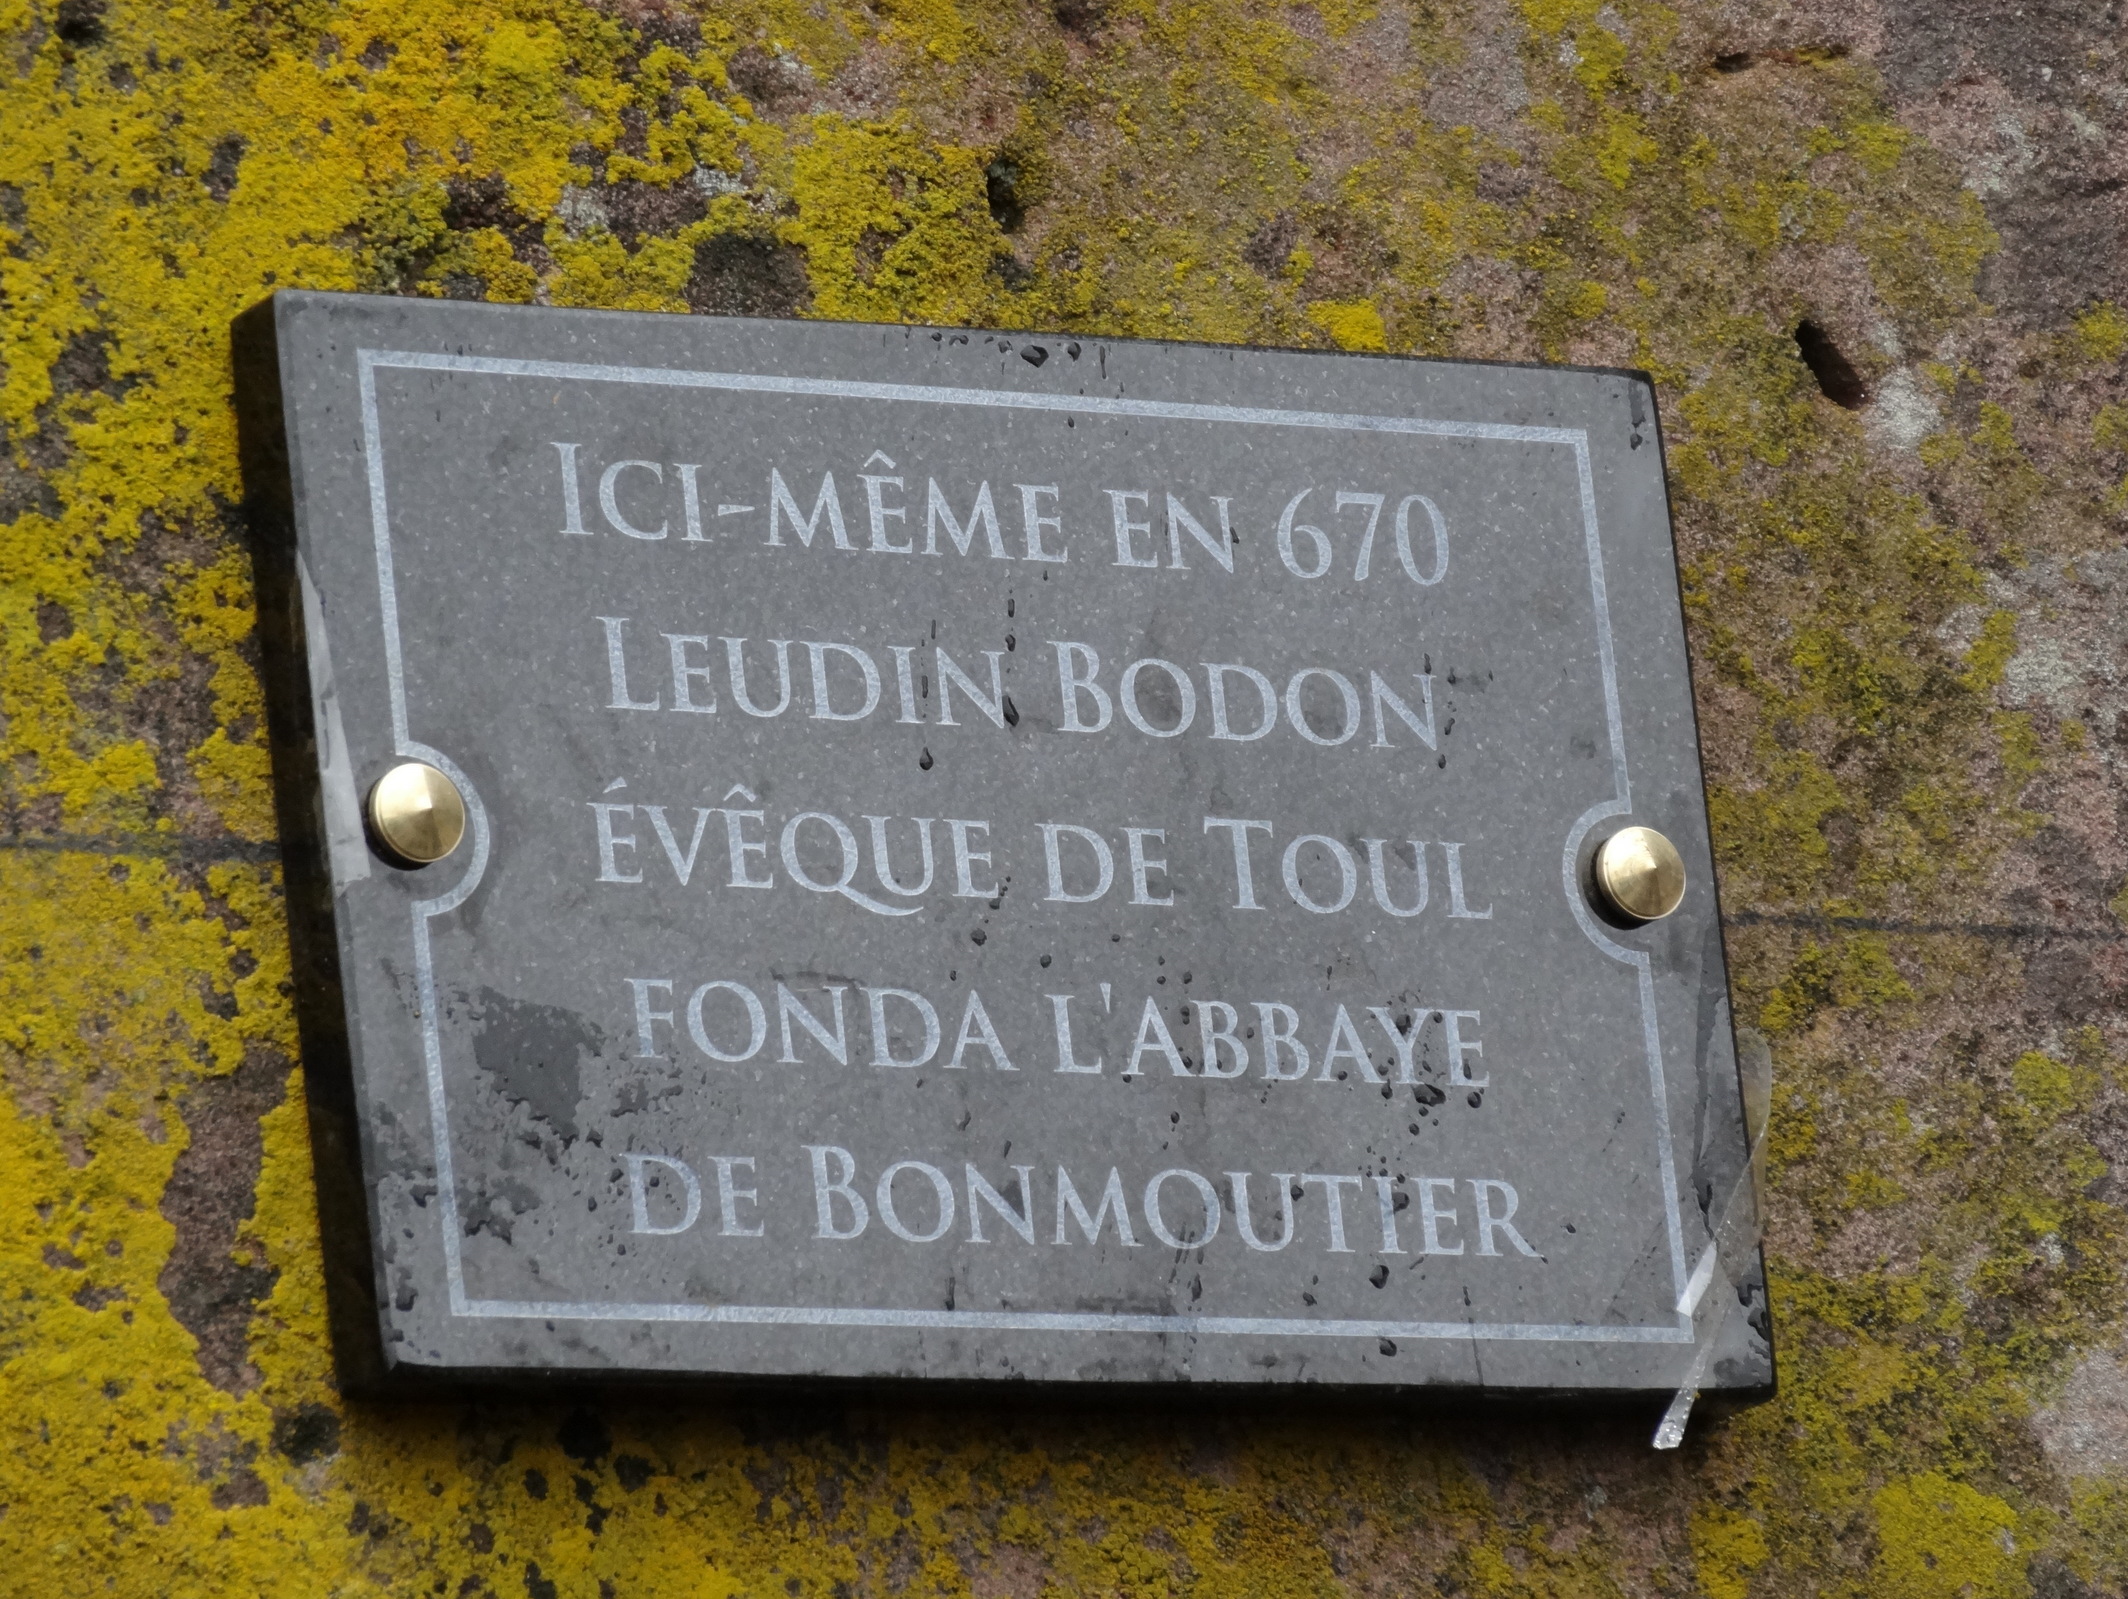 Ici-même en 670
Leudin Bodon
évêque de Toul
fonda l'abbaye
de Bonmoutier